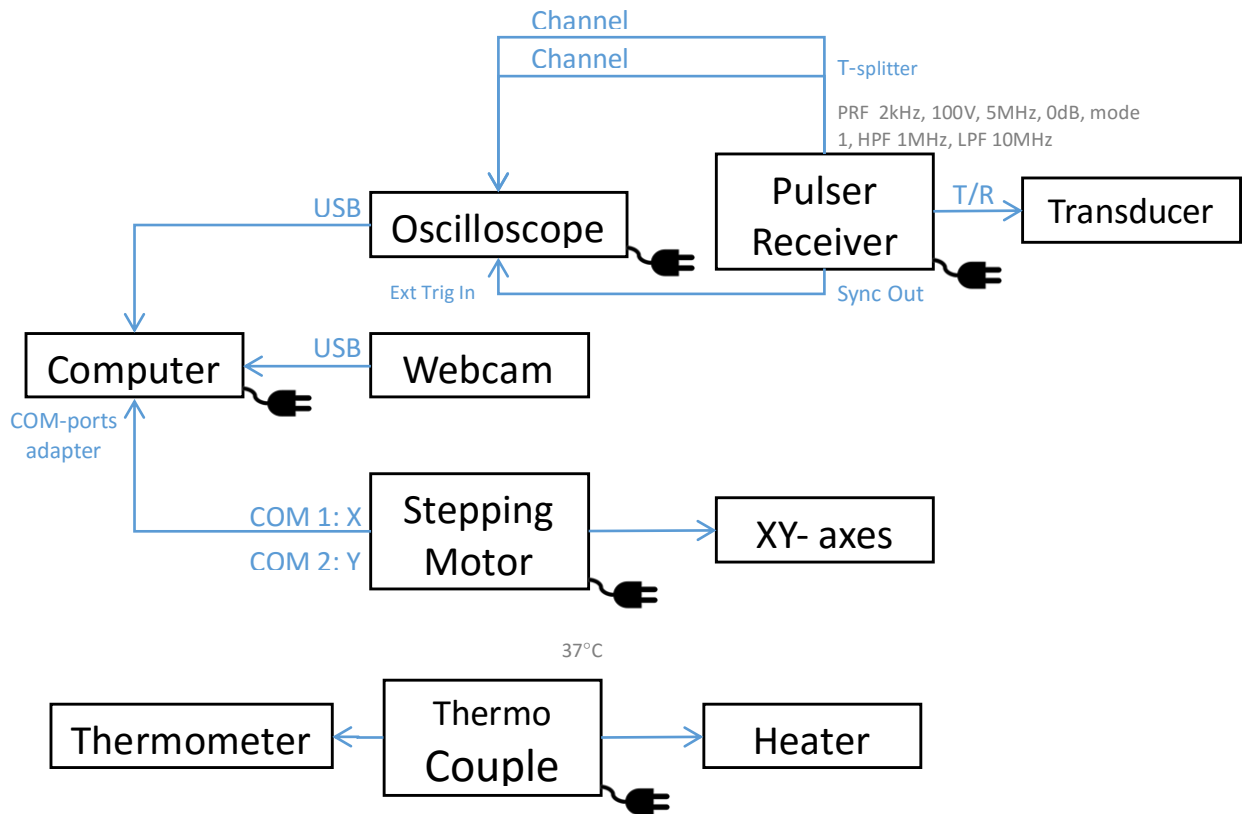 Channel
Channel
T-splitter
PRF 2kHz, 100V, 5MHz, 0dB, mode
1, HPF 1MHz, LPF 10MHz
Pulser
Receiver
T/R
Transducer
USB
Oscilloscope
Ext Trig In
Sync Out
Computer
USB
Webcam
COM-ports
adapter
COM 1: X
COM 2: Y
Stepping
Motor
XY- axes
37°C
Thermometer
Thermo
Couple
Heater